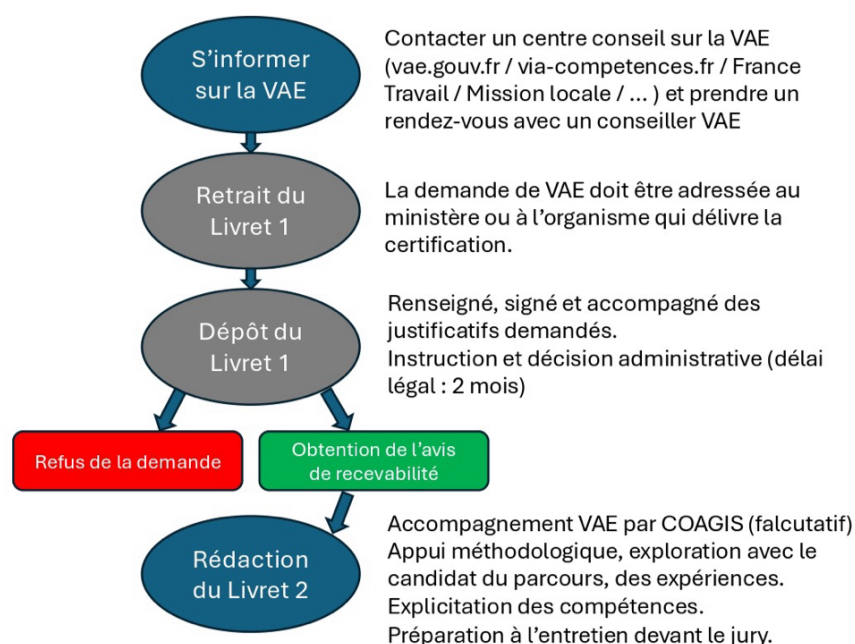 S'informer
sur la VAE
Contacter un centre conseil sur la VAE
(vae.gouv.fr / via-competences.fr / France
Travail / Mission locale / ... ) et prendre un
rendez-vous avec un conseiller VAE
Retrait du
Livret 1
La demande de VAE doit être adressée au
ministère ou à l'organisme qui délivre la
certification.
Dépôt du
Livret 1
Renseigné, signé et accompagné des
justificatifs demandés.
Instruction et décision administrative (délai
légal : 2 mois)
Refus de la demande
Obtention de l'avis
de recevabilité
Rédaction
du Livret 2
Accompagnement VAE par COAGIS (falcutatif)
Appui méthodologique, exploration avec le
candidat du parcours, des expériences.
Explicitation des compétences.
Préparation à l'entretien devant le jury.